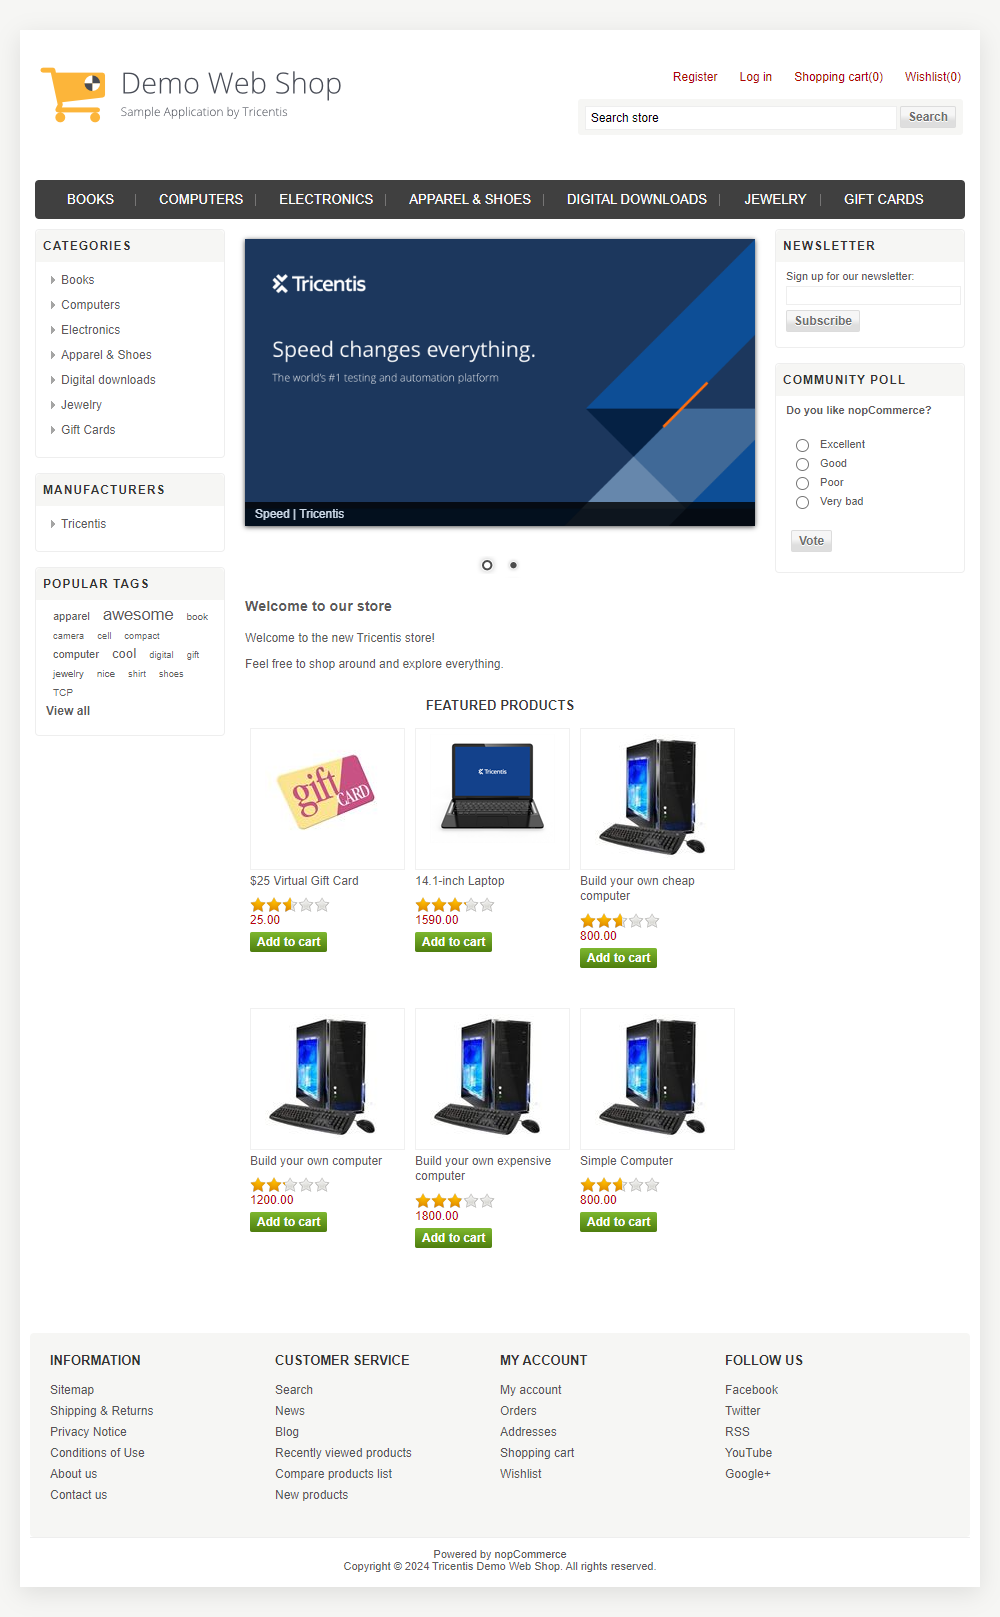 Demo Web Shop
Sample Application by Tricentis
Register Log in Shopping cart(0) Wishlist(0)
Search store Search
BOOKS COMPUTERS ELECTRONICS APPAREL & SHOES DIGITAL DOWNLOADS JEWELRY GIFT CARDS
CATEGORIES
Books
Computers
Electronics
Apparel & Shoes
Digital downloads
Jewelry
Gift Cards
MANUFACTURERS
Tricentis
POPULAR TAGS
apparel awesome book
camera cell compact
computer cool digital gift
jewelry nice shirt shoes
TCP
View all
Tricentis
Speed changes everything.
The world's #1 testing and automation platform
Speed | Tricentis
NEWSLETTER
Sign up for our newsletter:
Subscribe
COMMUNITY POLL
Do you like nopCommerce?
Excellent
Good
Poor
Very bad
Vote
Welcome to our store
Welcome to the new Tricentis store!
Feel free to shop around and explore everything.
FEATURED PRODUCTS
gift CARD
$25 Virtual Gift Card
25.00
Add to cart
Tricentis
14.1-inch Laptop
1590.00
Add to cart
Build your own cheap
computer
800.00
Add to cart
Build your own computer
1200.00
Add to cart
Build your own expensive
computer
1800.00
Add to cart
Simple Computer
800.00
Add to cart
INFORMATION
Sitemap
Shipping & Returns
Privacy Notice
Conditions of Use
About us
Contact us
CUSTOMER SERVICE
Search
News
Blog
Recently viewed products
Compare products list
New products
MY ACCOUNT
My account
Orders
Addresses
Shopping cart
Wishlist
FOLLOW US
Facebook
Twitter
RSS
YouTube
Google+
Powered by nopCommerce
Copyright © 2024 Tricentis Demo Web Shop. All rights reserved.